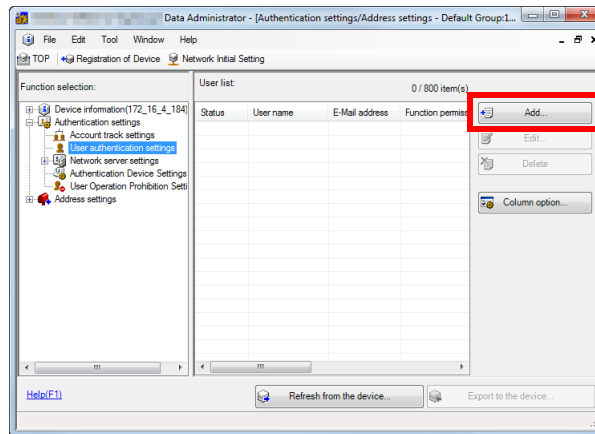 Data Administrator - [Authentication settings/Address settings - Default Group:1...
File Edit Tool Window Help
TOP Registration of Device Network Initial Setting
Function selection:
Device information(172_16_4_184)
Authentication settings
Account track settings
User authentication settings
Network server settings
Authentication Device Settings
User Operation Prohibition Setti
Address settings
User list:
0 / 800 item(s)
Status User name E-Mail address Function permiss
Add...
Edit...
Delete
Column option...
Help(F1)
Refresh from the device...
Export to the device...